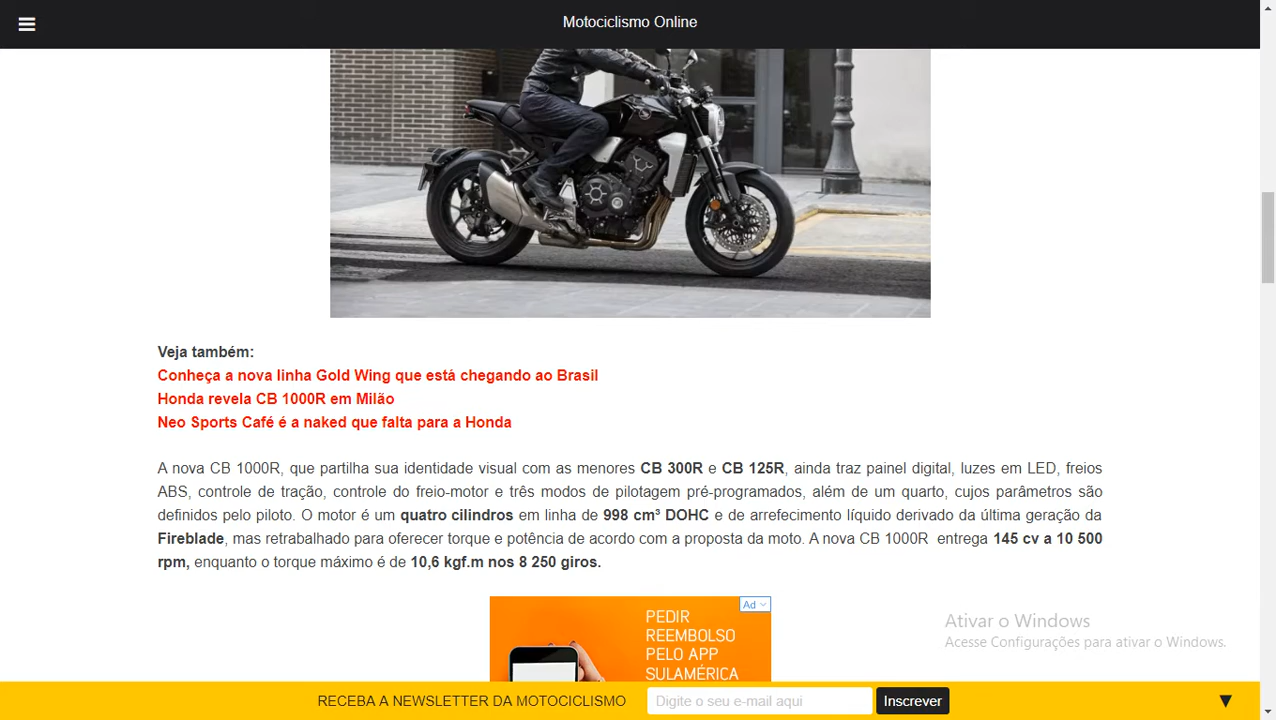 Motociclismo Online
Veja também:
Conheça a nova linha Gold Wing que está chegando ao Brasil
Honda revela CB 1000R em Milão
Neo Sports Café é a naked que falta para a Honda
A nova CB 1000R, que partilha sua identidade visual com as menores CB 300R e CB 125R, ainda traz painel digital, luzes em LED, freios
ABS, controle de tração, controle do freio-motor e três modos de pilotagem pré-programados, além de um quarto, cujos parâmetros são
definidos pelo piloto. O motor é um quatro cilindros em linha de 998 cm³ DOHC e de arrefecimento líquido derivado da última geração da
Fireblade, mas retrabalhado para oferecer torque e potência de acordo com a proposta da moto. A nova CB 1000R entrega 145 cv a 10 500
rpm, enquanto o torque máximo é de 10,6 kgf.m nos 8 250 giros.
Ad
PEDIR
REEMBOLSO
PELO APP
SULAMÉRICA
Ativar o Windows
Acesse Configurações para ativar o Windows.
RECEBA A NEWSLETTER DA MOTOCICLISMO
Digite o seu e-mail aqui
Inscrever